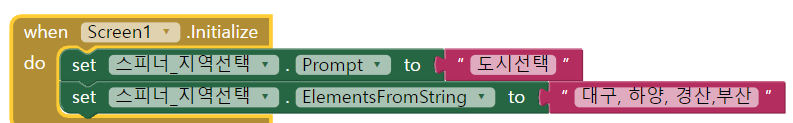 when Screen1 .Initialize
do set 스피너_지역선택 . Prompt to " 도시선택 "
set 스피너_지역선택 . ElementsFromString to " 대구, 하양, 경산,부산 "